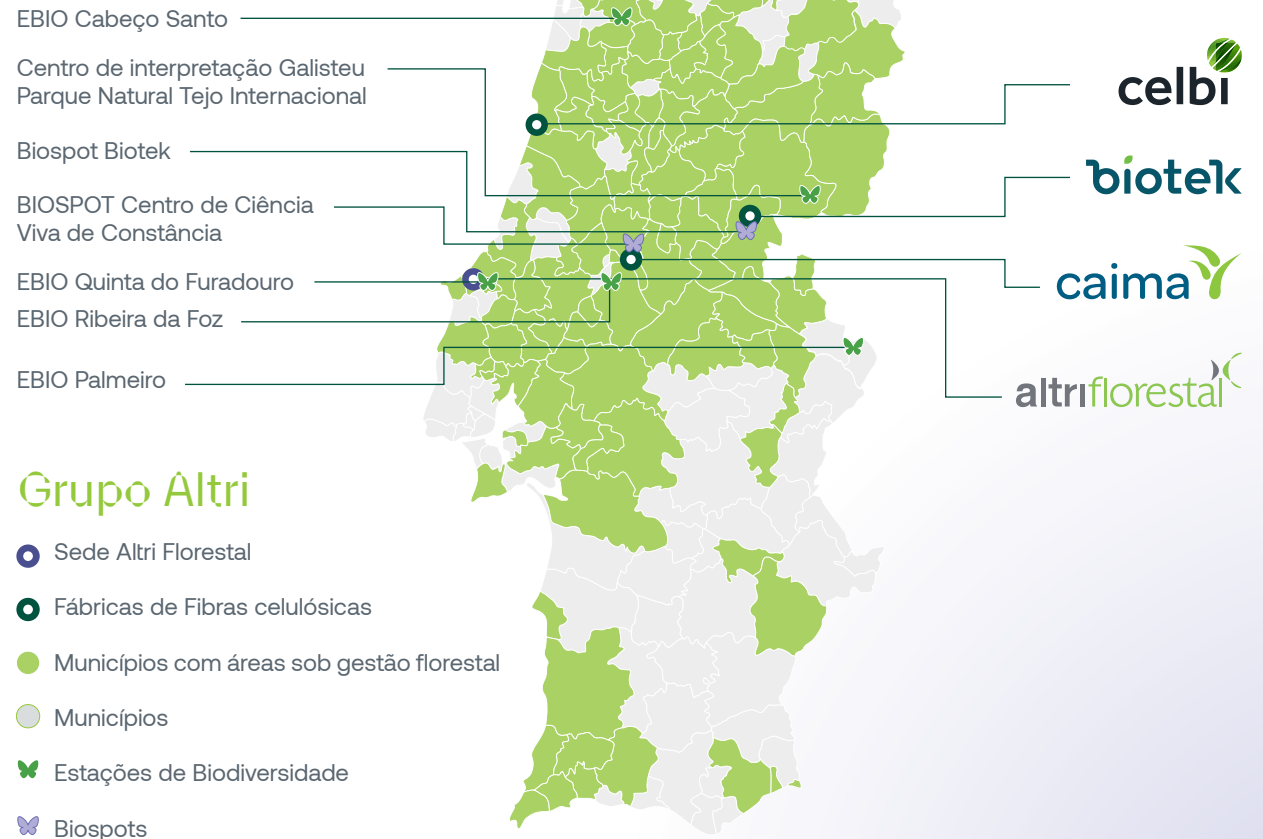 EBIO Cabeço Santo
Centro de interpretação Galisteu
Parque Natural Tejo Internacional
Biospot Biotek
BIOSPOT Centro de Ciência
Viva de Constância
EBIO Quinta do Furadouro
EBIO Ribeira da Foz
EBIO Palmeiro
celbi
biotek
caima
altriflorestal
Grupo Altri
Sede Altri Florestal
Fábricas de Fibras celulósicas
Municípios com áreas sob gestão florestal
Municípios
Estações de Biodiversidade
Biospots